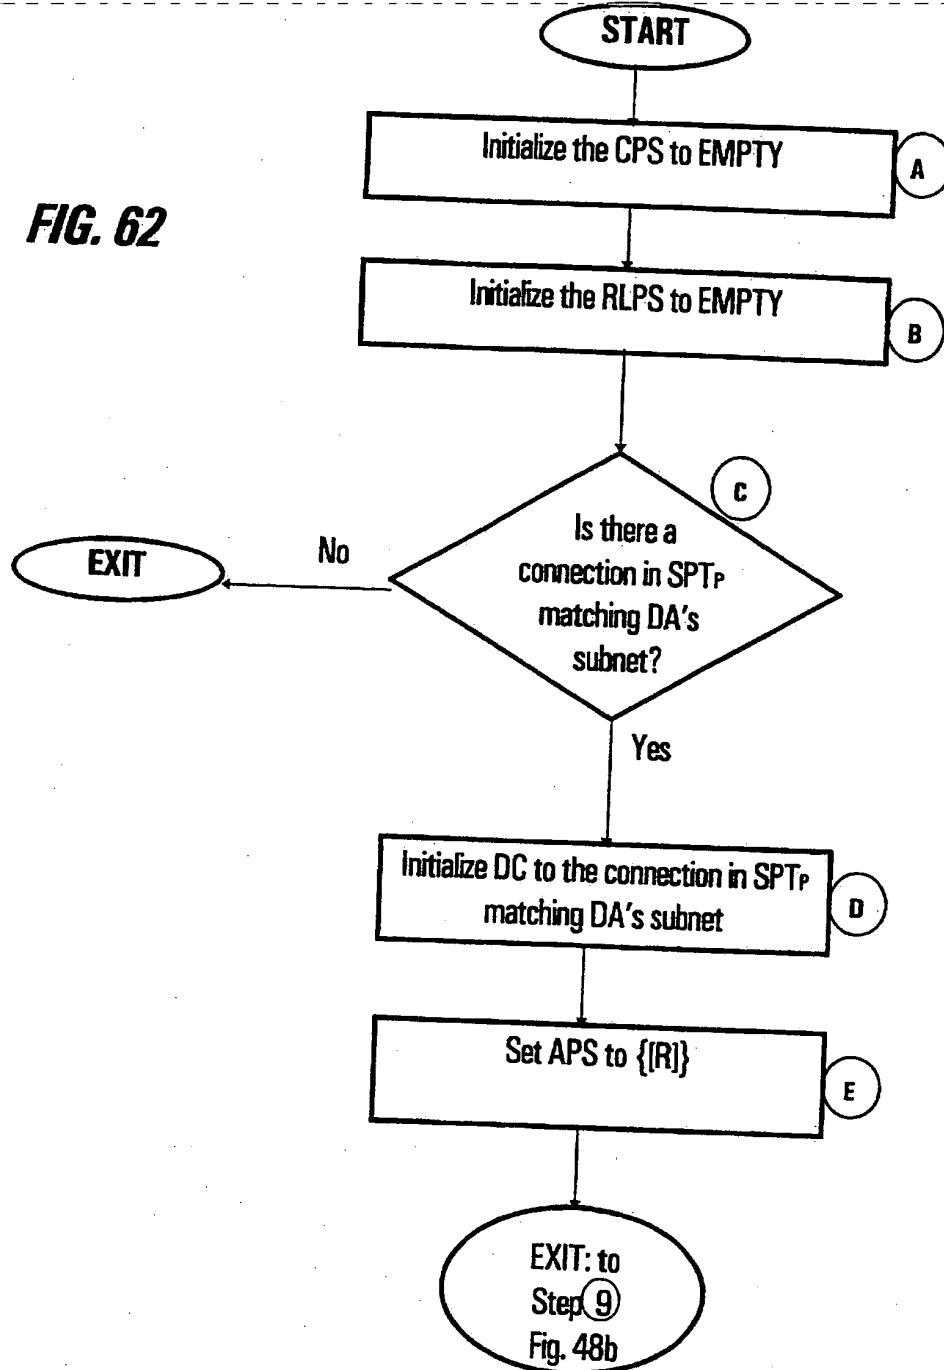 START
Initialize the CPS to EMPTY
A
FIG. 62
Initialize the RLPS to EMPTY
B
C
Is there a
connection in SPTP
matching DA's
subnet?
No
EXIT
Yes
Initialize DC to the connection in SPTP
matching DA's subnet
D
Set APS to {[R]}
E
EXIT: to
Step 9
Fig. 48b